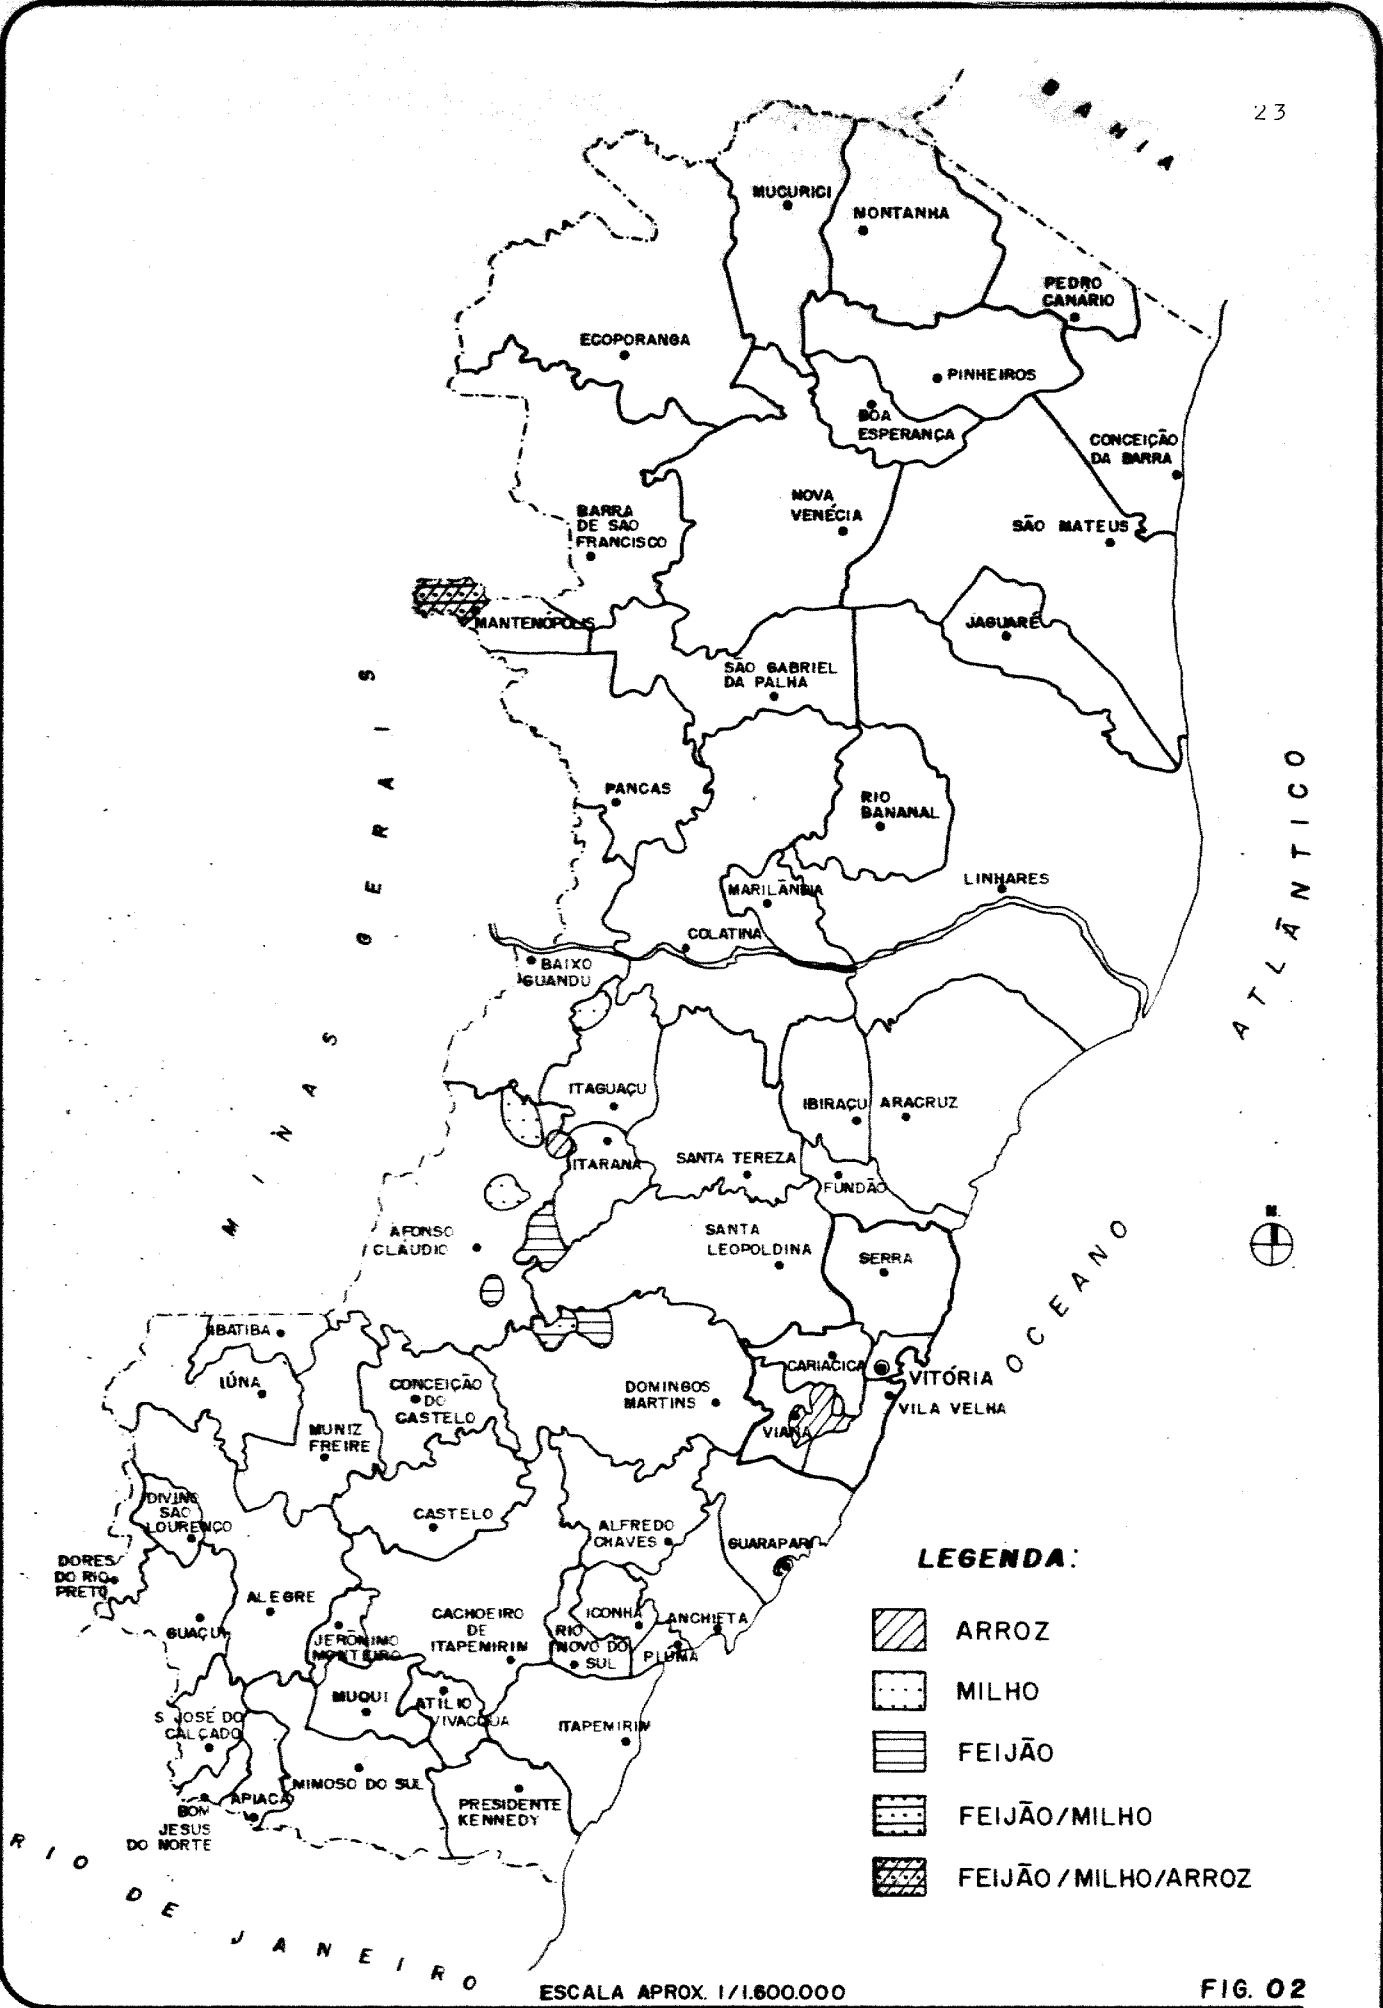 23
BAHIA
MUCURICI
MONTANHA
PEDRO
CANÁRIO
ECOPORANGA
PINHEIROS
BOA
ESPERANÇA
CONCEIÇÃO
DA BARRA
NOVA
VENÉCIA
BARRA
DE SAO
FRANCISCO
SÃO MATEUS
MANTENÓPOLIS
JAGUARÉ
SÃO GABRIEL
DA PALHA
PANCAS
RIO
BANANAL
MARILÂNDIA
LINHARES
COLATINA
BAIXO
GUANDU
MINAS GERAIS
OCEANO ATLÂNTICO
ITAGUAÇU
IBIRAÇU
ARACRUZ
ITARANA
SANTA TEREZA
FUNDÃO
N.
AFONSO
CLÁUDIO
SANTA
LEOPOLDINA
SERRA
IBATIBA
IÚNA
CONCEIÇÃO
DO
CASTELO
DOMINGOS
MARTINS
CARIACICA
VITÓRIA
VILA VELHA
VIANA
MUNIZ
FREIRE
DIVINO
SAO
LOURENÇO
CASTELO
ALFREDO
CHAVES
GUARAPARI
DORES
DO RIO
PRETO
ALEGRE
GUAÇUI
JERÔNIMO
MONTEIRO
CACHOEIRO
DE
ITAPEMIRIM
ICONHA
RIO
NOVO DO
SUL
ANCHIETA
PIUMA
MUQUI
ATILIO
VIVACQUA
ITAPEMIRIM
S. JOSÉ DO
CALÇADO
MIMOSO DO SUL
APIACÁ
BOM
JESUS
DO NORTE
PRESIDENTE
KENNEDY
RIO DE JANEIRO
LEGENDA:
ARROZ
MILHO
FEIJÃO
FEIJÃO/MILHO
FEIJÃO/MILHO/ARROZ
ESCALA APROX. 1/1.600.000
FIG. 02